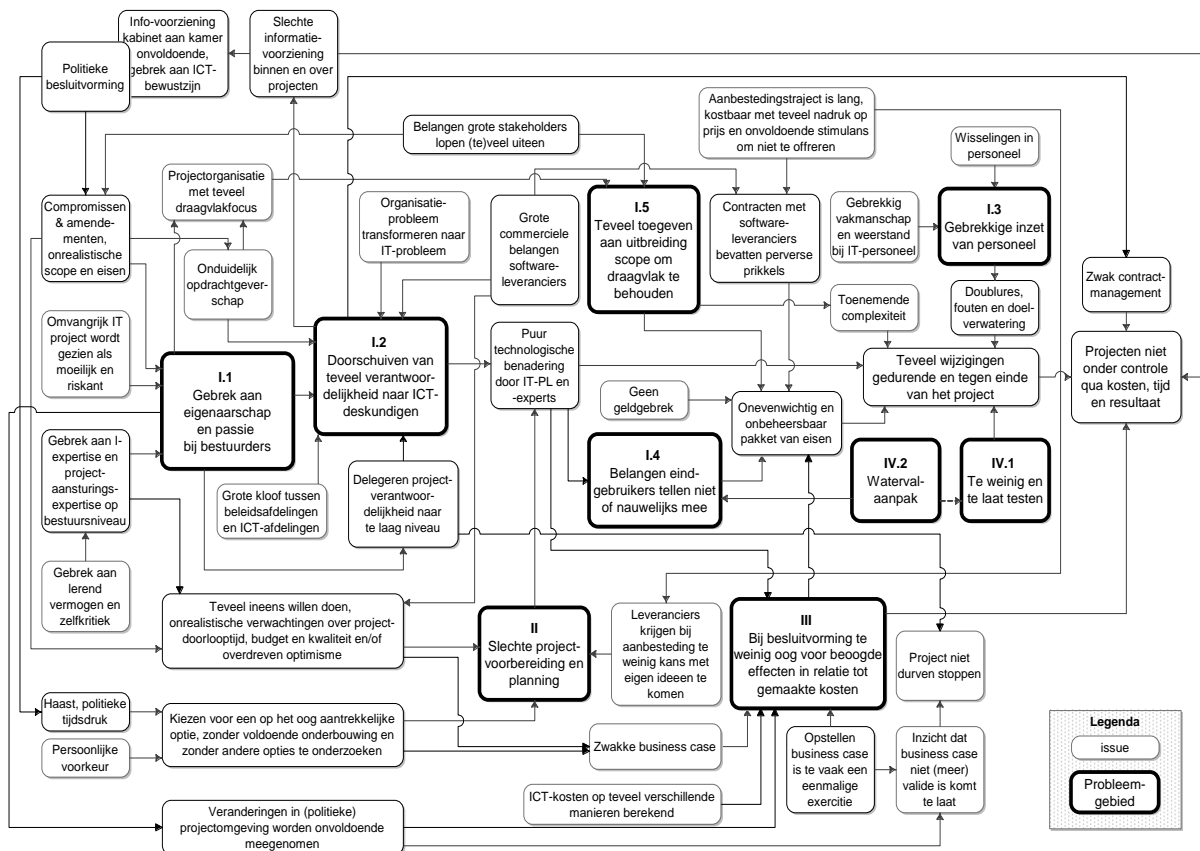 Info-voorziening
kabinet aan kamer
onvoldoende,
gebrek aan ICT-
bewustzijn
Politieke
besluitvorming
Slechte
informatie-
voorziening
binnen en over
projecten
Belangen grote stakeholders
lopen (te)veel uiteen
Aanbestedingstraject is lang,
kostbaar met teveel nadruk op
prijs en onvoldoende stimulans
om niet te offreren
Wisselingen in
personeel
Projectorganisatie
met teveel
draagvlakfocus
Compromissen
& amende-
menten,
onrealistische
scope en eisen
Onduidelijk
opdrachtgever-
schap
Organisatie-
probleem
transformeren naar
IT-probleem
Grote
commerciele
belangen
software-
leveranciers
I.5
Teveel toegeven
aan uitbreiding
scope om
draagvlak te
behouden
Contracten met
software-
leveranciers
bevatten perverse
prikkels
Gebrekkig
vakmanschap
en weerstand
bij IT-personeel
I.3
Gebrekkige inzet
van personeel
Zwak contract-
management
Toenemende
complexiteit
Doublures,
fouten en doel-
verwatering
Omvangrijk IT
project wordt
gezien als
moeilijk en
riskant
I.1
Gebrek aan
eigenaarschap
en passie
bij bestuurders
I.2
Doorschuiven van
teveel verantwoor-
delijkheid naar ICT-
deskundigen
Puur
technologische
benadering
door IT-PL en
-experts
Teveel wijzigingen
gedurende en tegen einde
van het project
Projecten niet
onder controle
qua kosten, tijd
en resultaat
Geen
geldgebrek
Onevenwichtig en
onbeheersbaar
pakket van eisen
Gebrek aan I-
expertise en
project-
aansturings-
expertise op
bestuursniveau
Grote kloof tussen
beleidsafdelingen
en ICT-afdelingen
Delegeren project-
verantwoor-
delijkheid naar
te laag niveau
I.4
Belangen eind-
gebruikers tellen niet
of nauwelijks mee
IV.2
Waterval-
aanpak
IV.1
Te weinig en
te laat testen
Gebrek aan
lerend
vermogen en
zelfkritiek
Teveel ineens willen doen,
onrealistische verwachtingen over
project-
doorlooptijd, budget en kwaliteit en/of
overdreven optimisme
II
Slechte project-
voorbereiding en
planning
Leveranciers
krijgen bij
aanbesteding te
weinig kans met
eigen ideeen te
komen
III
Bij besluitvorming te
weinig oog voor beoogde
effecten in relatie tot
gemaakte kosten
Project niet
durven stoppen
Haast, politieke
tijdsdruk
Persoonlijke
voorkeur
Kiezen voor een op het oog aantrekkelijke
optie, zonder voldoende onderbouwing en
zonder andere opties te onderzoeken
Zwakke business case
Opstellen
business case
is te vaak een
eenmalige
exercitie
Inzicht dat
business case
niet (meer)
valide is komt
te laat
ICT-kosten op teveel verschillende
manieren berekend
Veranderingen in (politieke)
projectomgeving worden onvoldoende
meegenomen
Legenda
issue
Probleem-
gebied